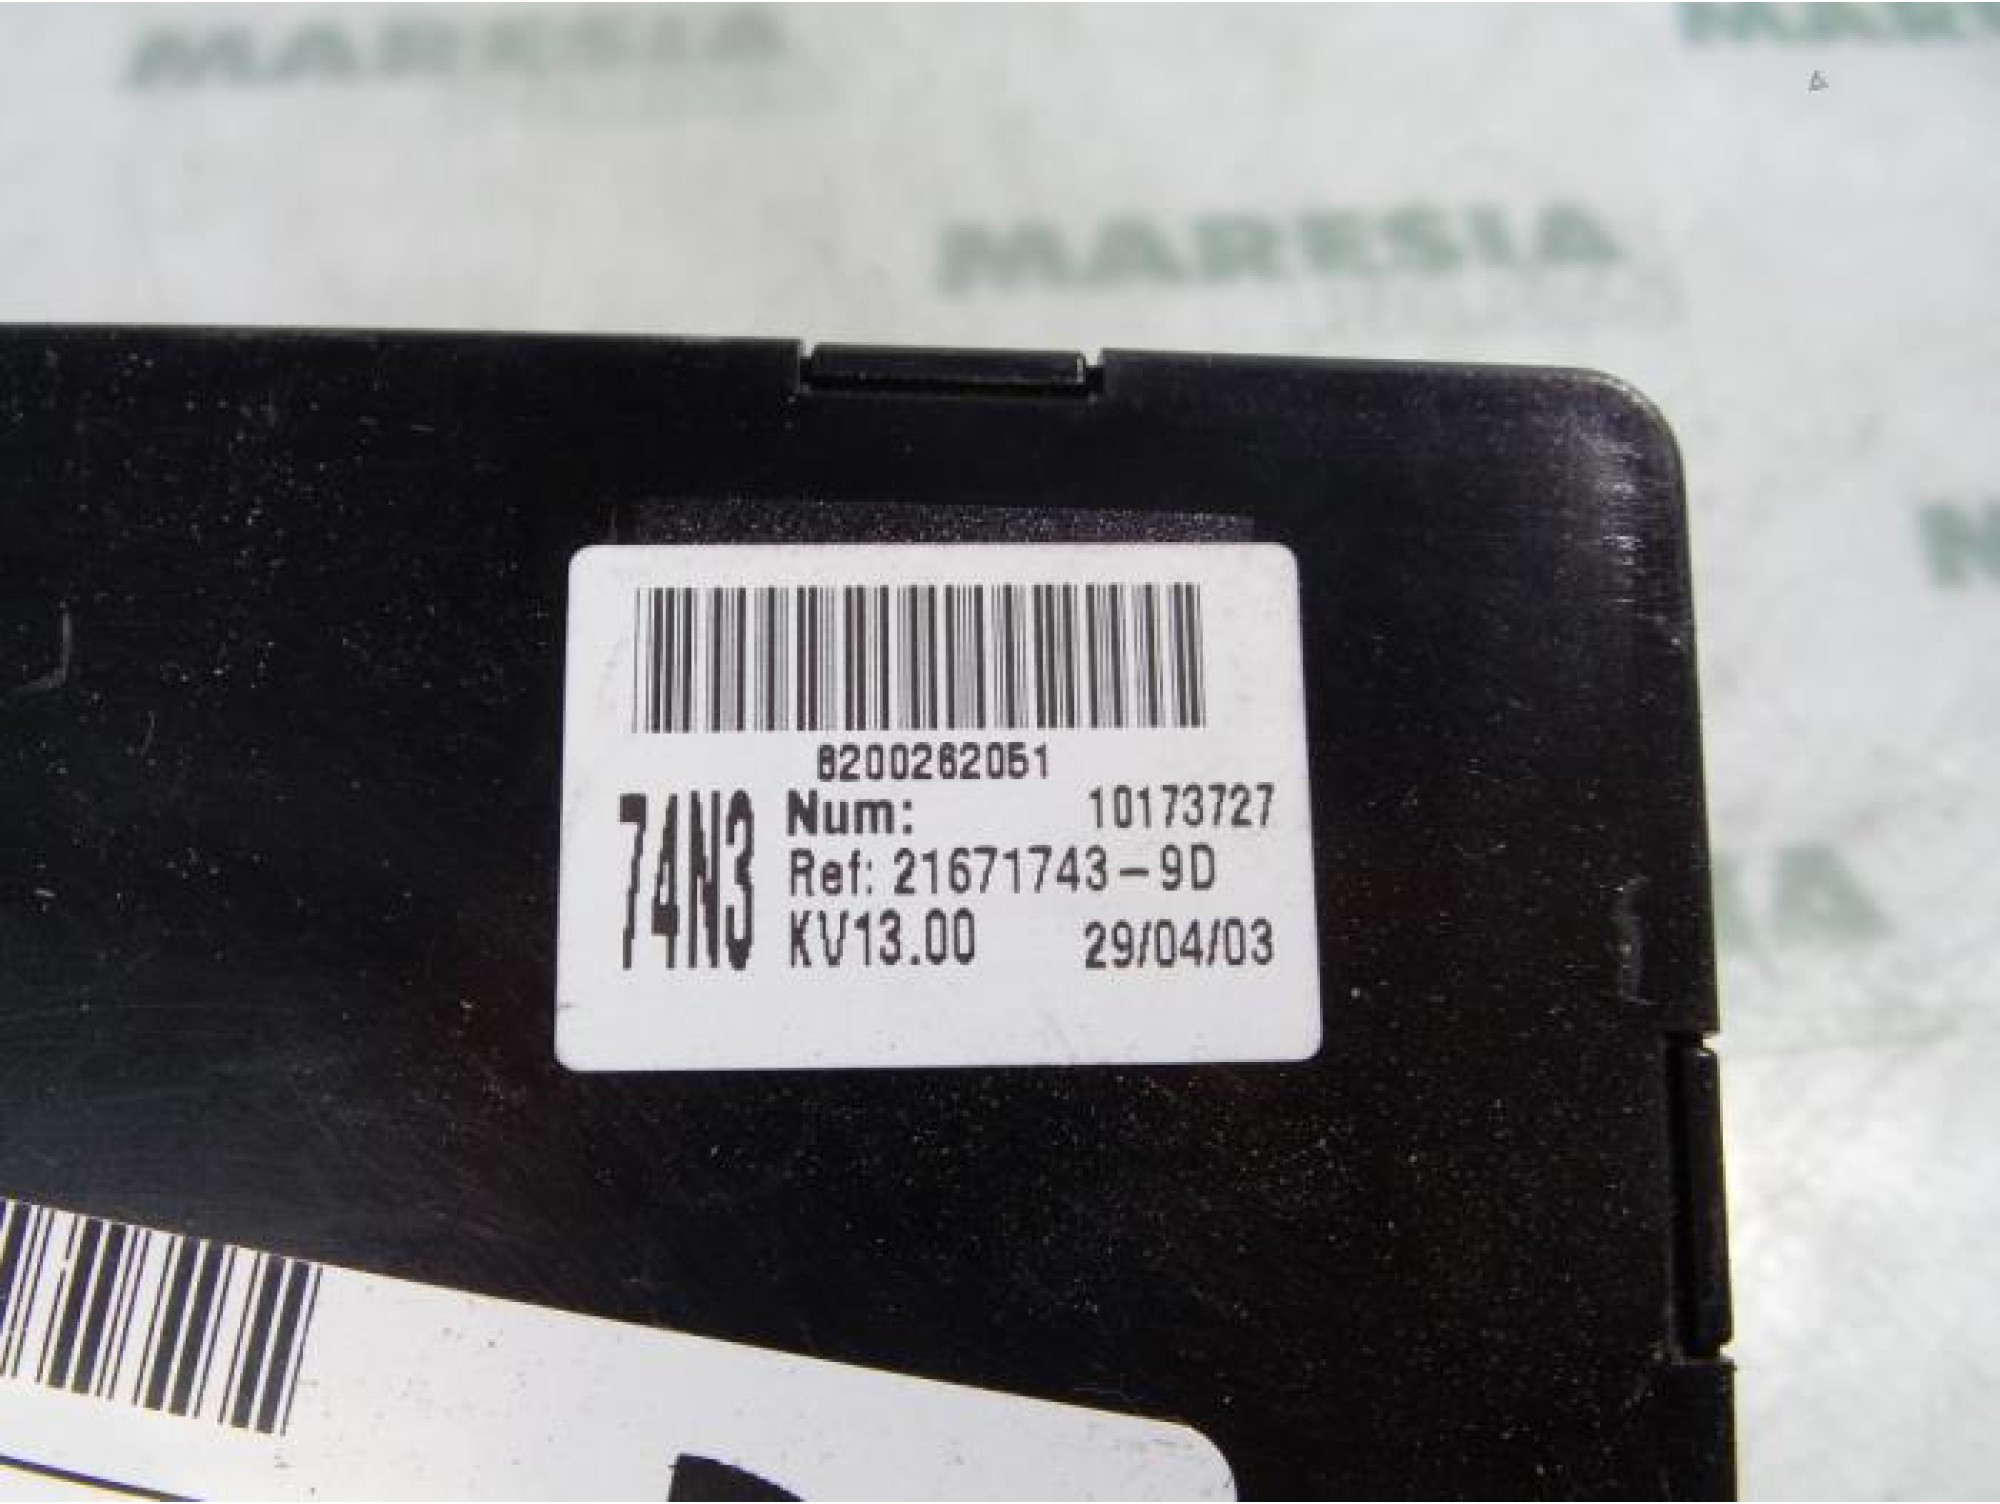 MARESIA
MARESIA
8200262051
74N3
Num: 10173727
Ref: 21671743-9D
KV13.00 29/04/03